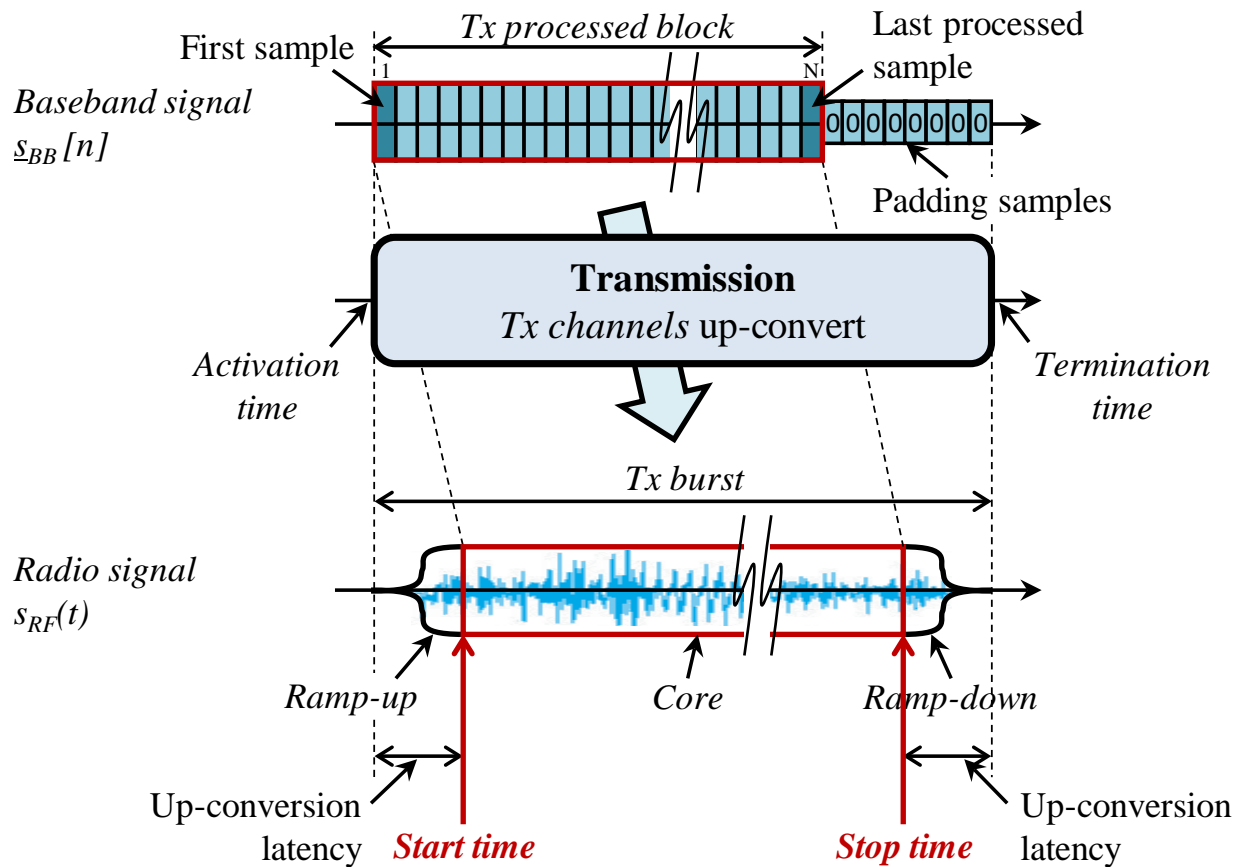 Tx processed block
First sample
Last processed
sample
1
N
Baseband signal
s_BB [n]
0 0 0 0 0 0 0 0
Padding samples
Transmission
Tx channels up-convert
Activation
time
Termination
time
Tx burst
Radio signal
s_RF(t)
Ramp-up
Core
Ramp-down
Up-conversion
latency
Start time
Stop time
Up-conversion
latency